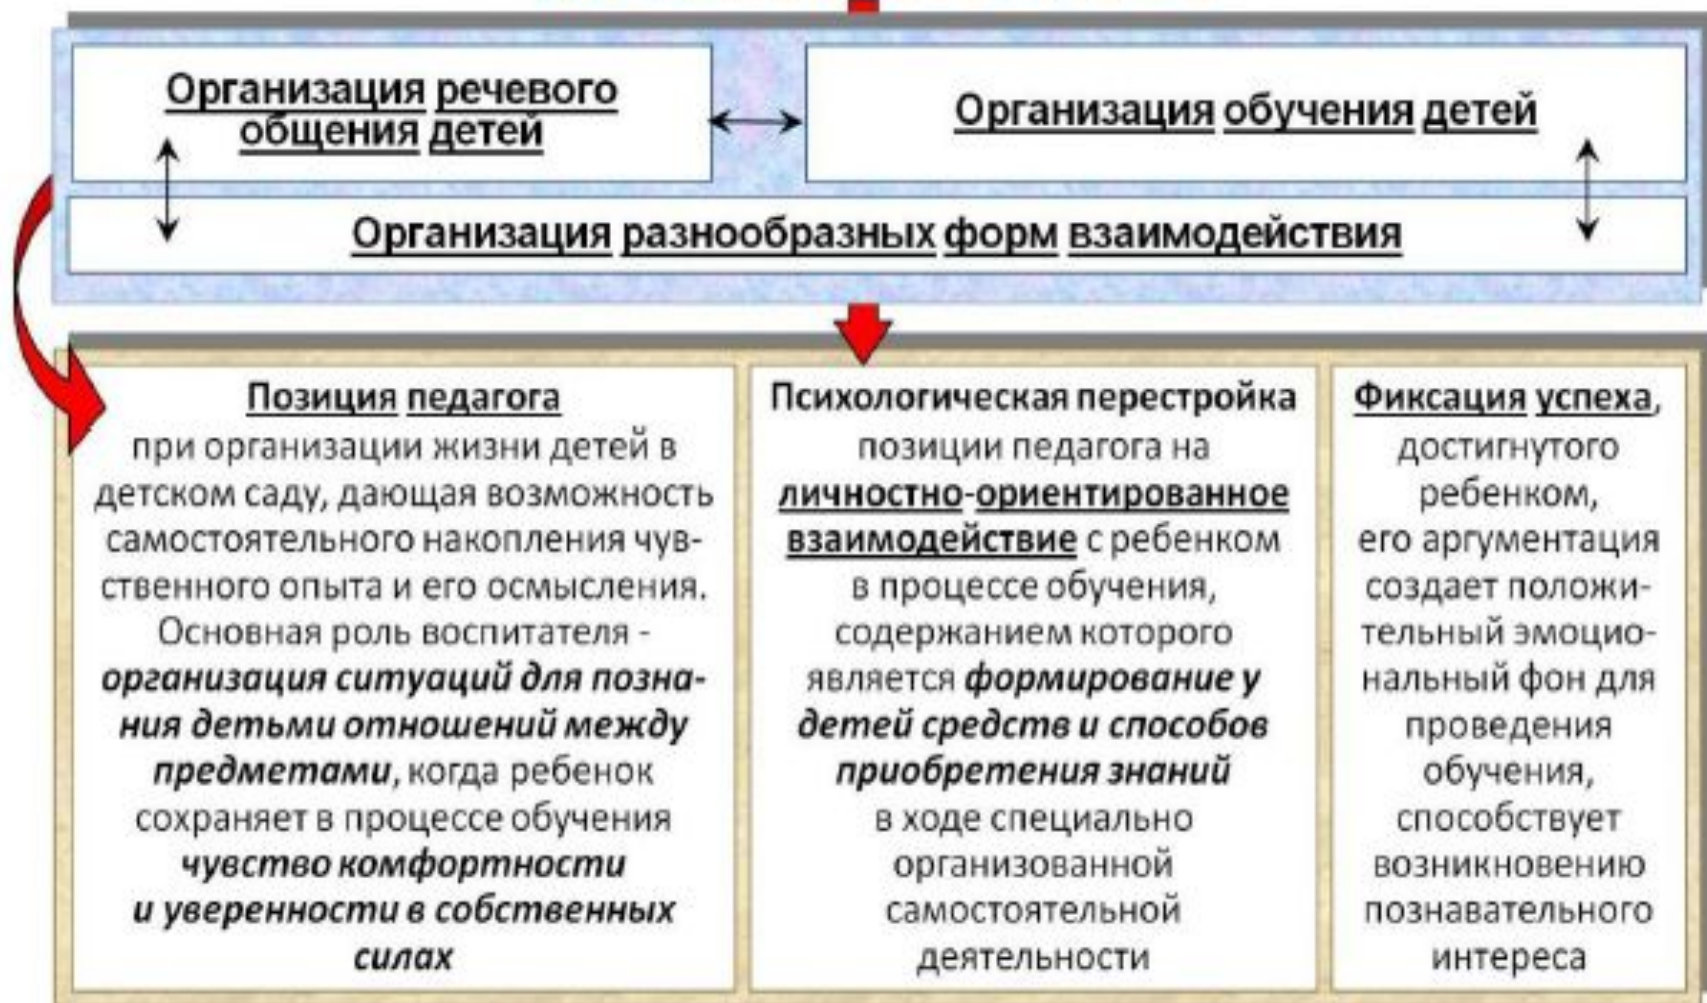 Организация речевого
общения детей
Организация обучения детей
Организация разнообразных форм взаимодействия
Позиция педагога
при организации жизни детей в
детском саду, дающая возможность
самостоятельного накопления чув-
ственного опыта и его осмысления.
Основная роль воспитателя -
организация ситуаций для позна-
ния детьми отношений между
предметами, когда ребенок
сохраняет в процессе обучения
чувство комфортности
и уверенности в собственных
силах
Психологическая перестройка
позиции педагога на
личностно-ориентированное
взаимодействие с ребенком
в процессе обучения,
содержанием которого
является формирование у
детей средств и способов
приобретения знаний
в ходе специально
организованной
самостоятельной
деятельности
Фиксация успеха,
достигнутого
ребенком,
его аргументация
создает положи-
тельный эмоцио-
нальный фон для
проведения
обучения,
способствует
возникновению
познавательного
интереса